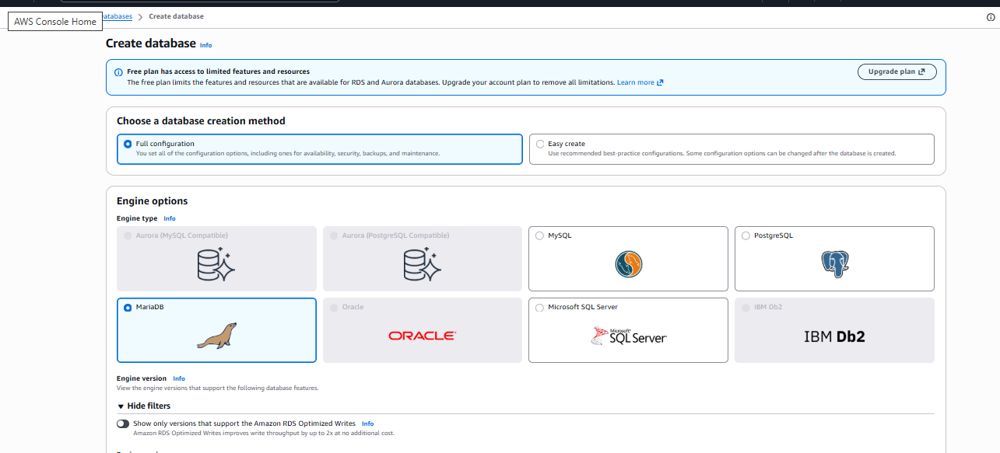 AWS Console Home
Databases > Create database
Create database Info
Free plan has access to limited features and resources
The free plan limits the features and resources that are available for RDS and Aurora databases. Upgrade your account plan to remove all limitations. Learn more
Upgrade plan
Choose a database creation method
Full configuration
You set all of the configuration options, including ones for availability, security, backups, and maintenance.
Easy create
Use recommended best-practice configurations. Some configuration options can be changed after the database is created.
Engine options
Engine type Info
Aurora (MySQL Compatible)
Aurora (PostgreSQL Compatible)
MySQL
PostgreSQL
MariaDB
Oracle
ORACLE
Microsoft SQL Server
Microsoft
SQL Server
IBM Db2
IBM Db2
Engine version Info
View the engine versions that support the following database features.
Hide filters
Show only versions that support the Amazon RDS Optimized Writes Info
Amazon RDS Optimized Writes improves write throughput by up to 2x at no additional cost.